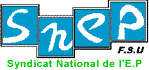 SNEP
F.S.U
Syndicat National de l'E.P